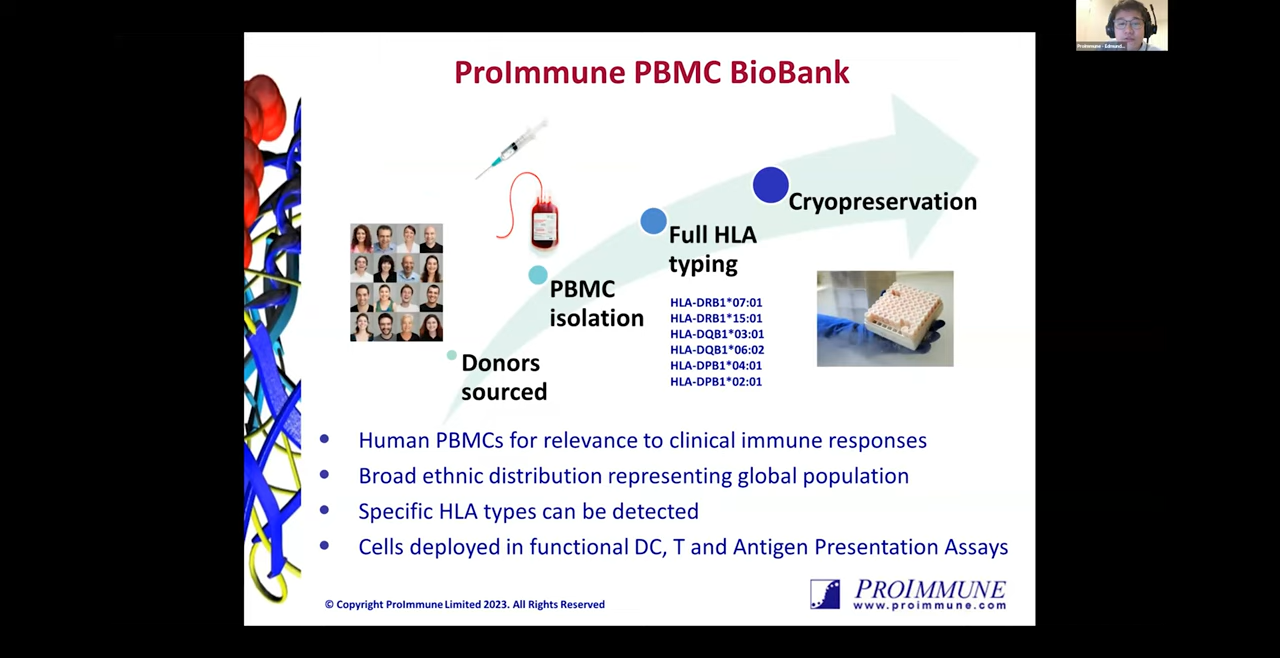 ProImmune - Edmund...
ProImmune PBMC BioBank
Cryopreservation
Full HLA
typing
PBMC
isolation
HLA-DRB1*07:01
HLA-DRB1*15:01
HLA-DQB1*03:01
HLA-DQB1*06:02
HLA-DPB1*04:01
HLA-DPB1*02:01
Donors
sourced
• Human PBMCs for relevance to clinical immune responses
• Broad ethnic distribution representing global population
• Specific HLA types can be detected
• Cells deployed in functional DC, T and Antigen Presentation Assays
© Copyright ProImmune Limited 2023. All Rights Reserved
PROIMMUNE
www.proimmune.com